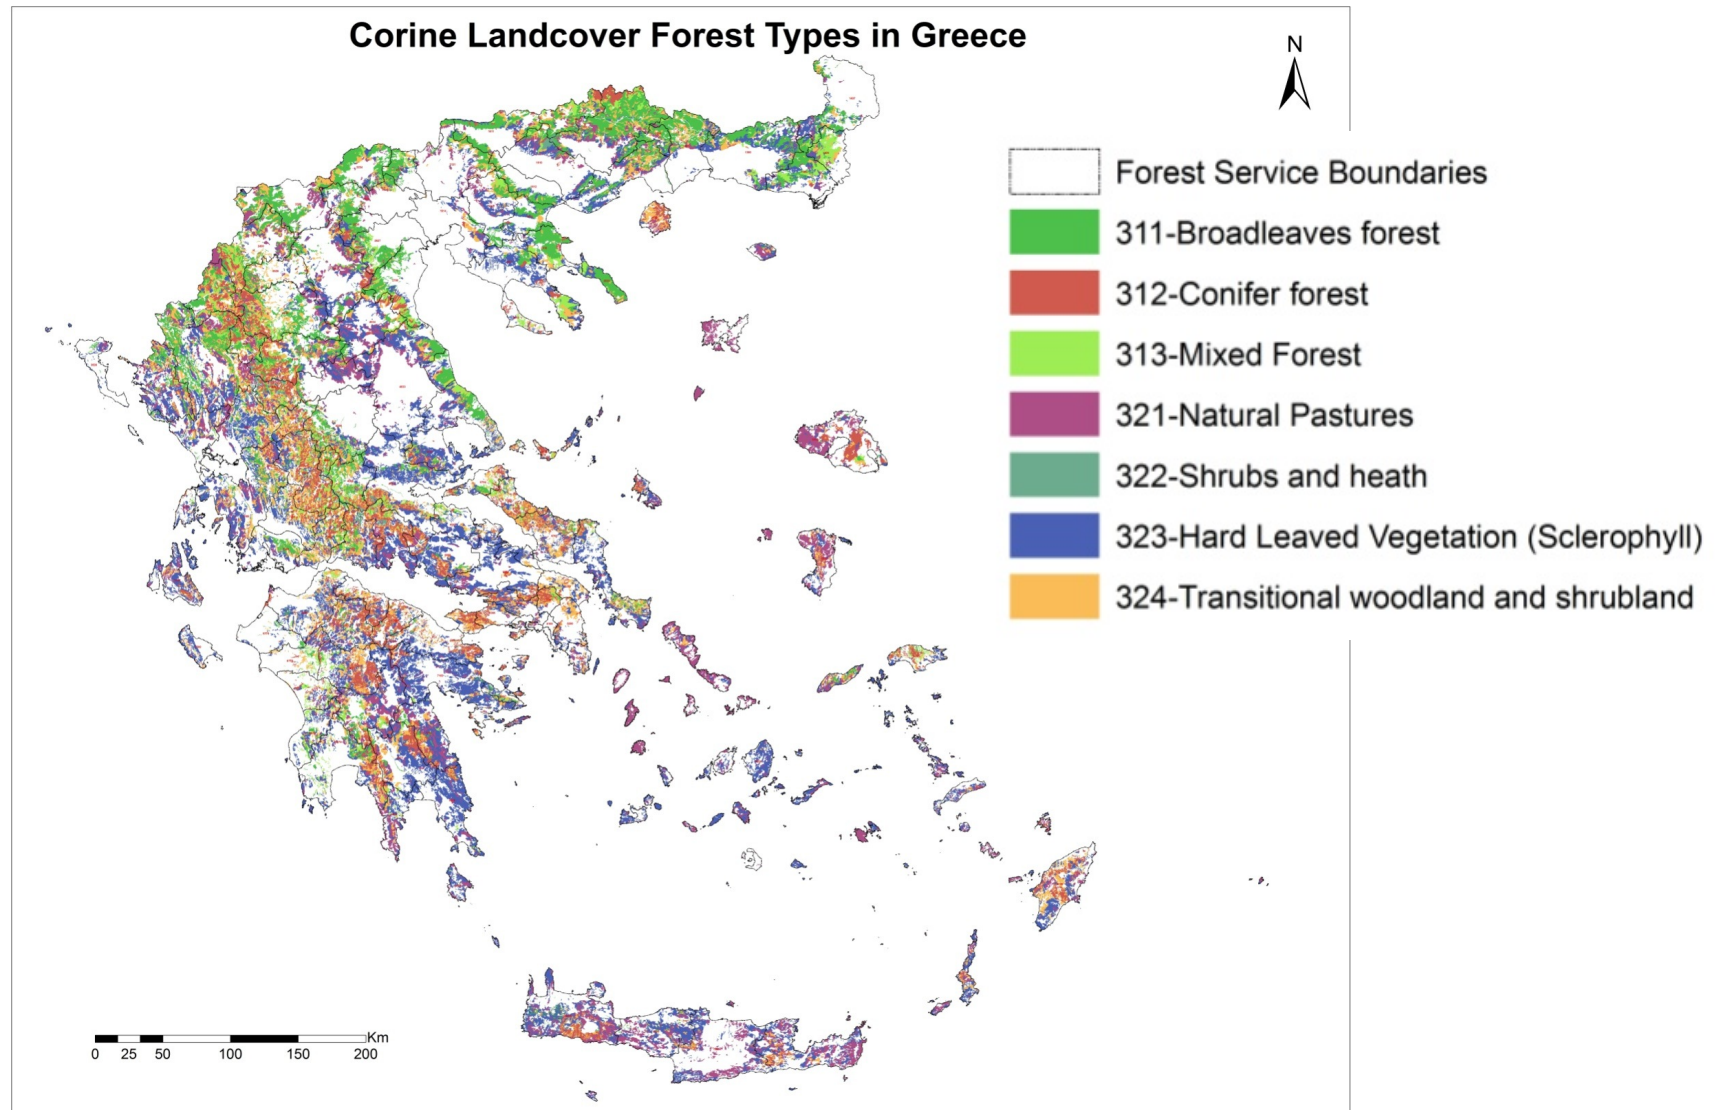 Corine Landcover Forest Types in Greece
N
Forest Service Boundaries
311-Broadleaves forest
312-Conifer forest
313-Mixed Forest
321-Natural Pastures
322-Shrubs and heath
323-Hard Leaved Vegetation (Sclerophyll)
324-Transitional woodland and shrubland
Km
0 25 50 100 150 200